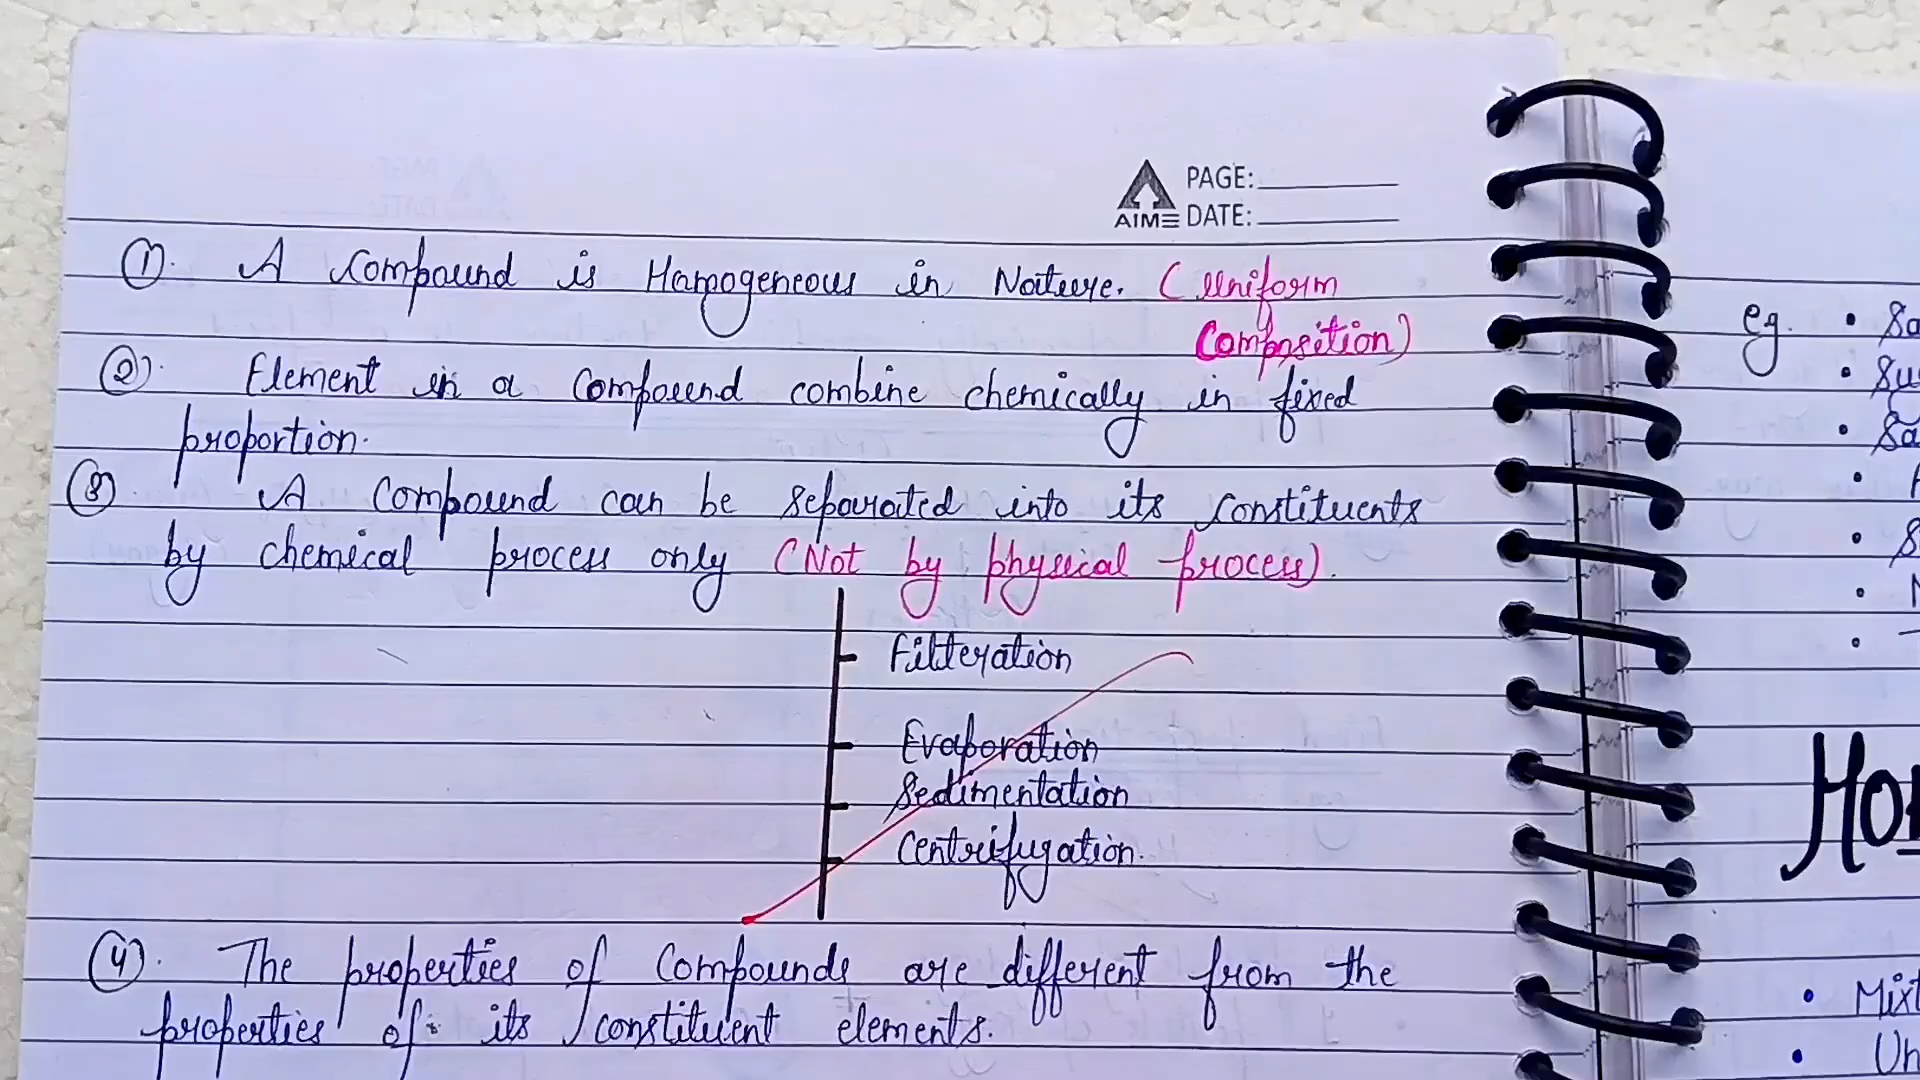 AIM PAGE:
DATE:
①. A Compound is Homogeneous in Nature. (Uniform
Composition)
②. Element in a Compound combine chemically in fixed
proportion.
③. A Compound can be separated into its constituents
by chemical process only (Not by physical process).
Filteration
Evaporation
Sedimentation
Centrifugation.
④. The properties of Compounds are different from the
properties of its constituent elements.
eg.